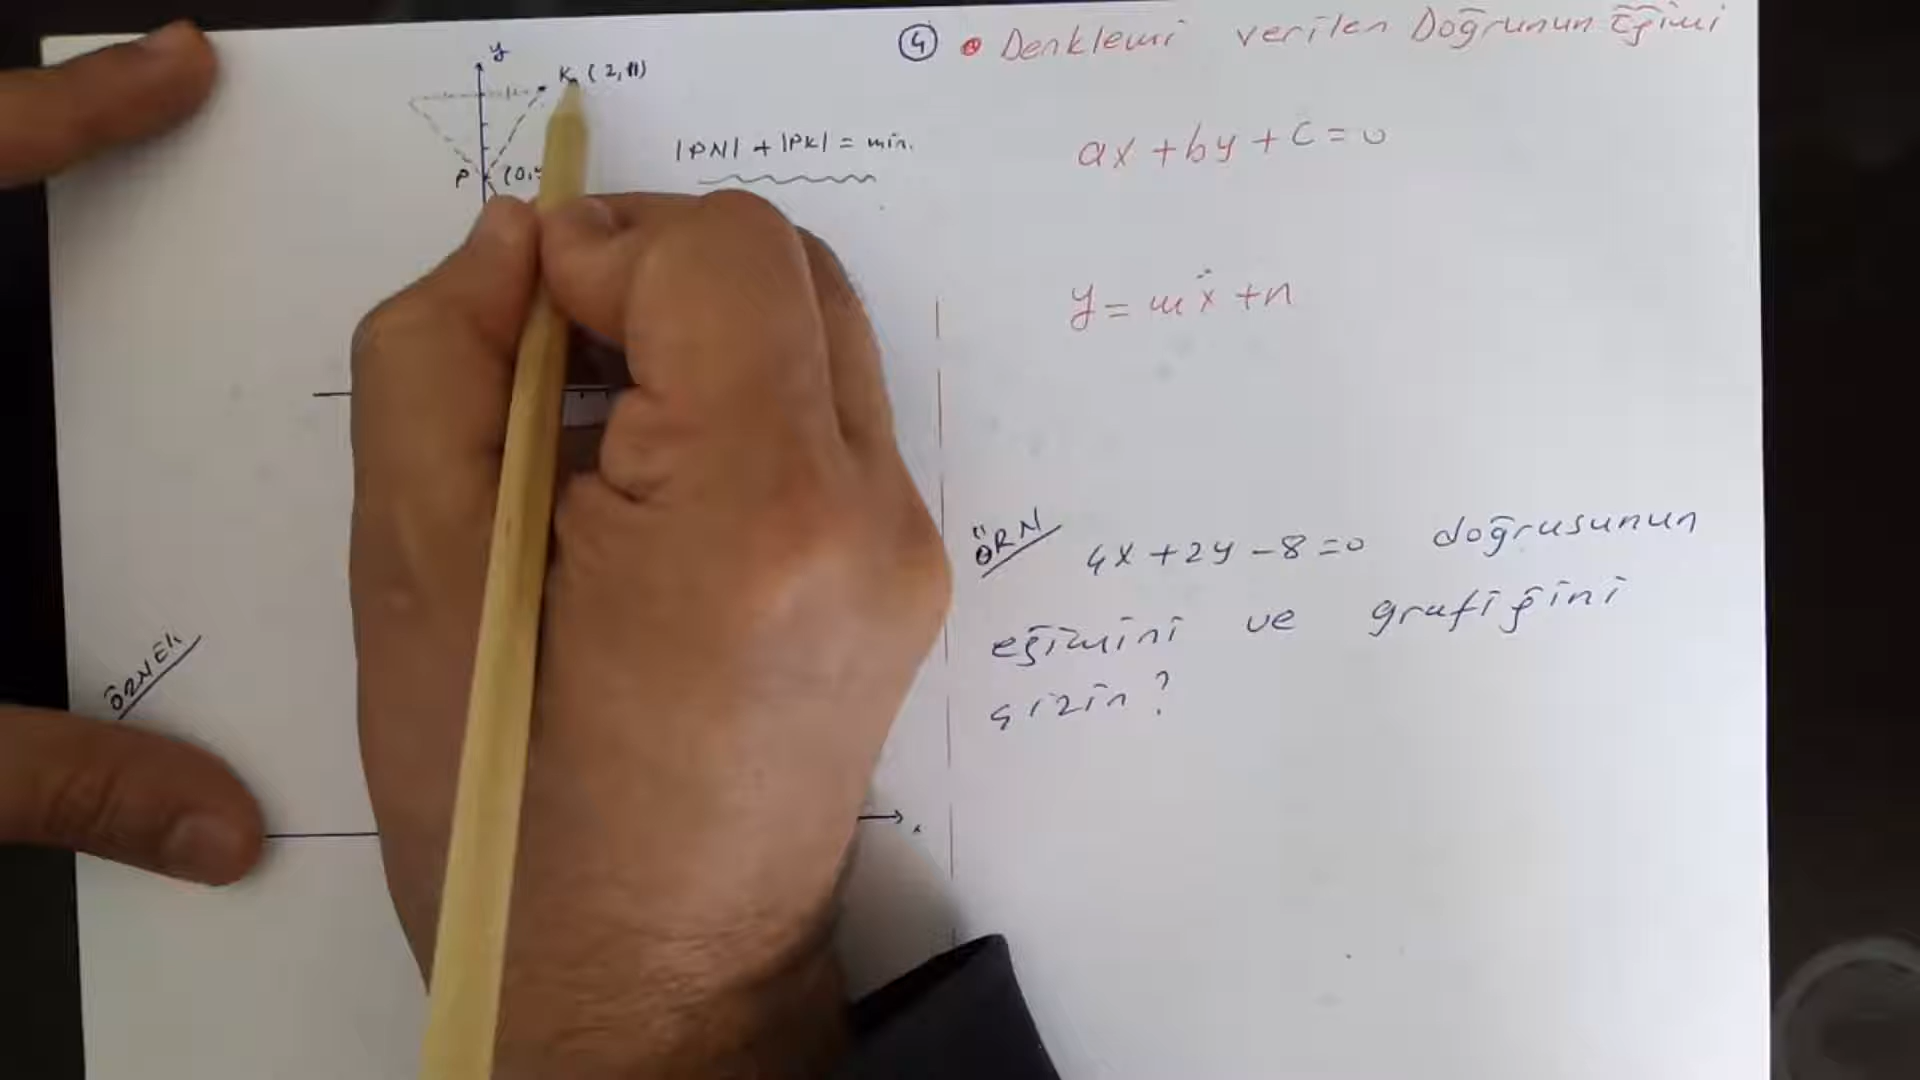 y
K (2,11)
|PN| + |PK| = min.
P (0,
ÖRNEK
x
4 • Denklemi verilen Doğrunun Eğimi
ax + by + c = 0
y = mx + n
ÖRN 4x + 2y - 8 = 0 doğrusunun
eğimini ve grafiğini
çizin?